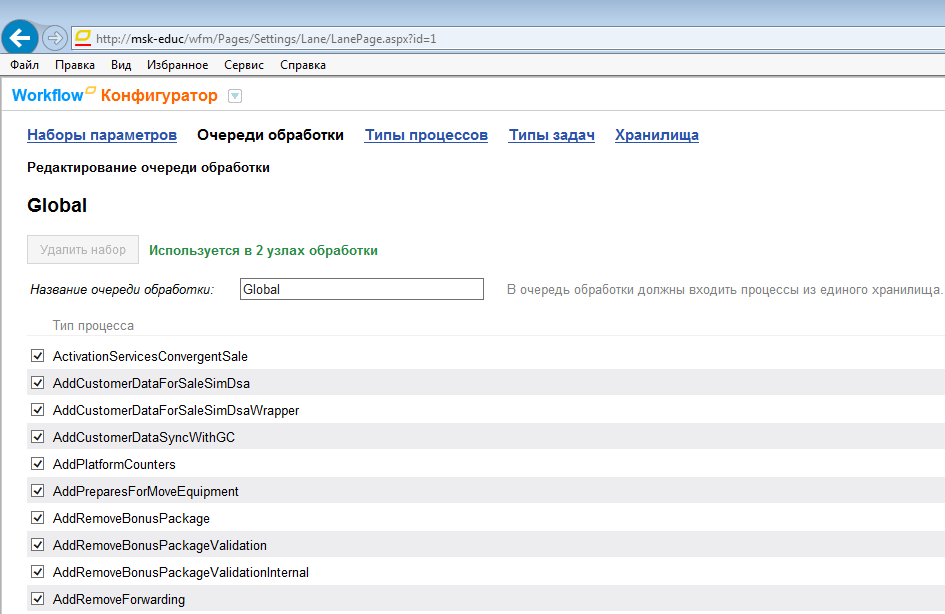 http://msk-educ/wfm/Pages/Settings/Lane/LanePage.aspx?id=1
Файл Правка Вид Избранное Сервис Справка
Workflow Конфигуратор
Наборы параметров Очереди обработки Типы процессов Типы задач Хранилища
Редактирование очереди обработки
Global
Удалить набор Используется в 2 узлах обработки
Название очереди обработки: Global В очередь обработки должны входить процессы из единого хранилища.
Тип процесса
ActivationServicesConvergentSale
AddCustomerDataForSaleSimDsa
AddCustomerDataForSaleSimDsaWrapper
AddCustomerDataSyncWithGC
AddPlatformCounters
AddPreparesForMoveEquipment
AddRemoveBonusPackage
AddRemoveBonusPackageValidation
AddRemoveBonusPackageValidationInternal
AddRemoveForwarding